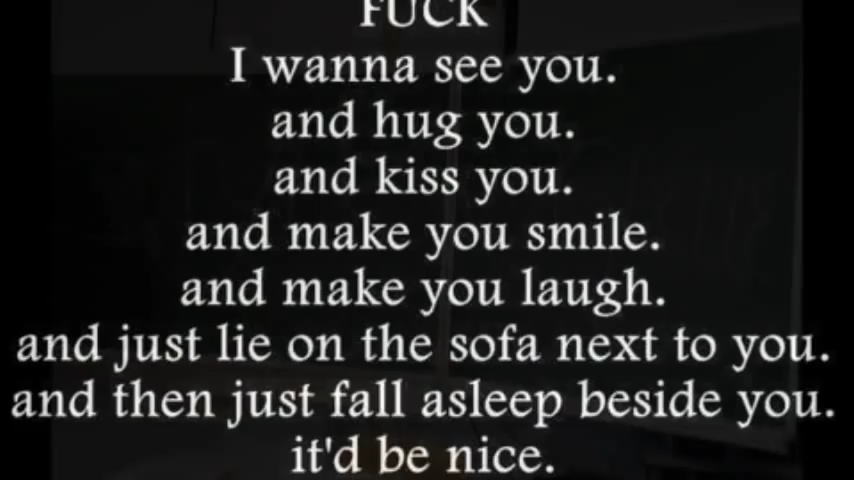 FUCK
I wanna see you.
and hug you.
and kiss you.
and make you smile.
and make you laugh.
and just lie on the sofa next to you.
and then just fall asleep beside you.
it'd be nice.